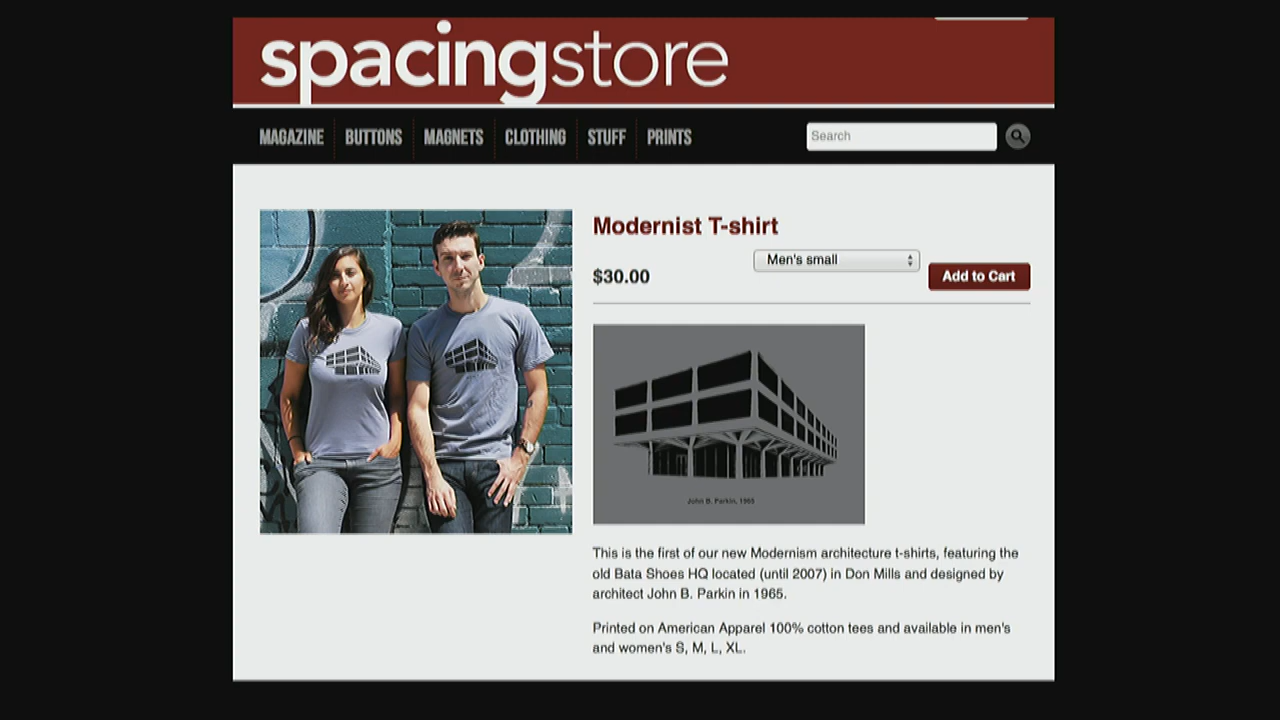 spacingstore
MAGAZINE BUTTONS MAGNETS CLOTHING STUFF PRINTS Search
Modernist T-shirt
Men's small
$30.00
Add to Cart
John B. Parkin, 1965
This is the first of our new Modernism architecture t-shirts, featuring the
old Bata Shoes HQ located (until 2007) in Don Mills and designed by
architect John B. Parkin in 1965.
Printed on American Apparel 100% cotton tees and available in men's
and women's S, M, L, XL.